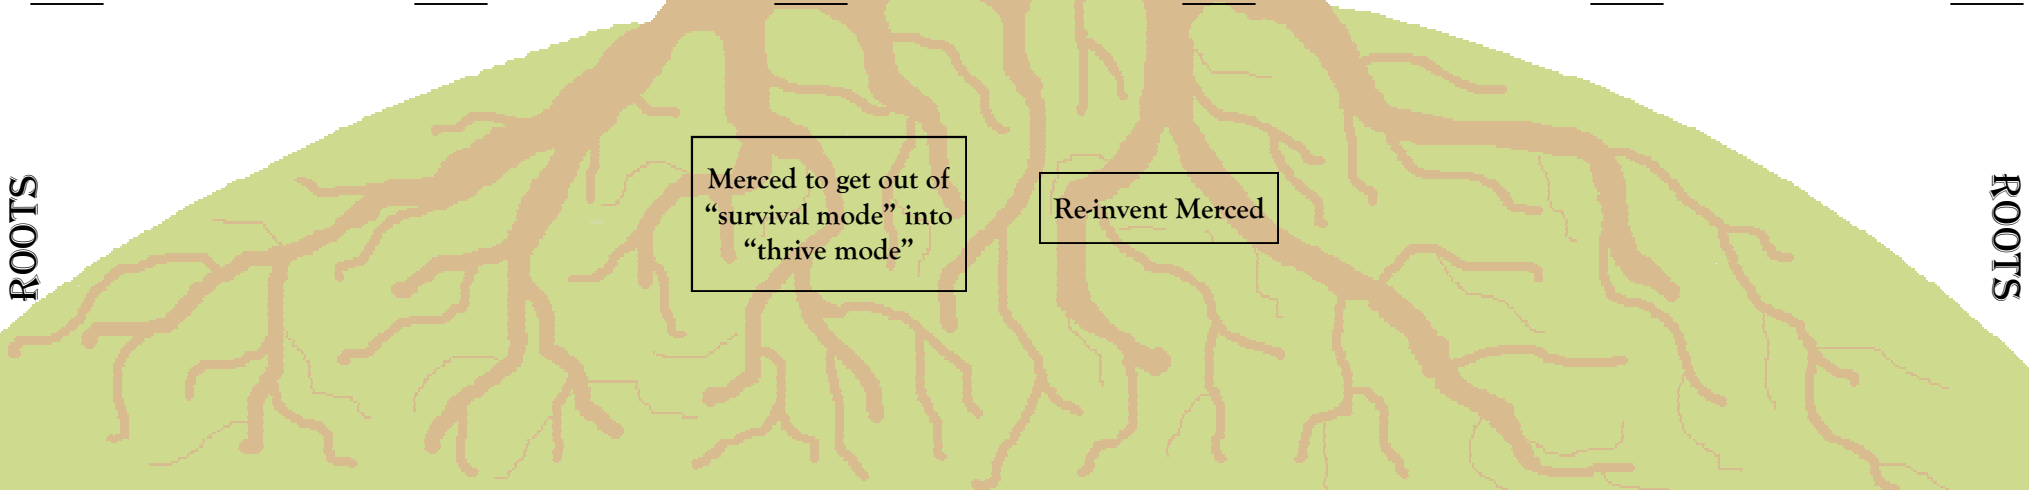 ROOTS
Merced to get out of
“survival mode” into
“thrive mode”
Re-invent Merced
ROOTS